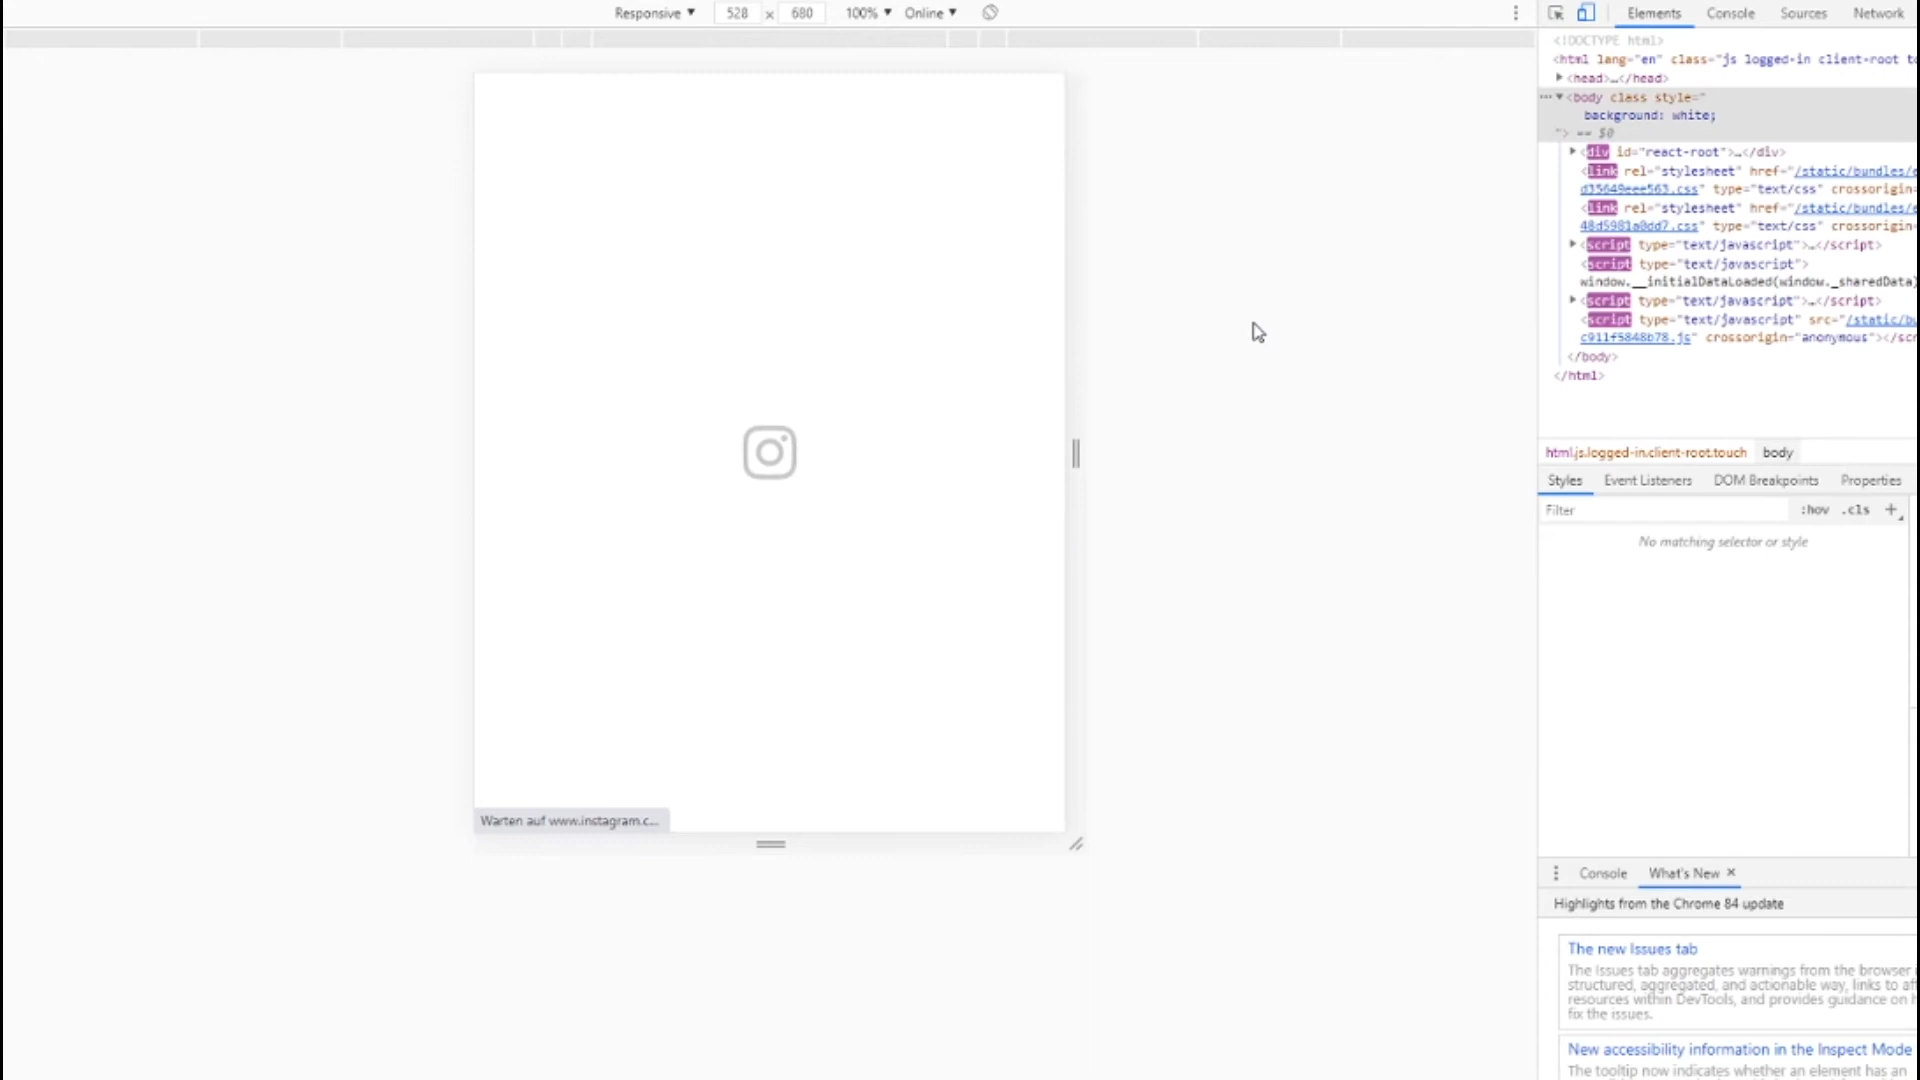 Responsive ▼ 528 x 680 100% ▼ Online ▼
Elements Console Sources Network
<!DOCTYPE html>
<html lang="en" class="js logged-in client-root to
▶<head>…</head>
▼<body class style="
background: white;
"> == $0
▶<div id="react-root">…</div>
<link rel="stylesheet" href="/static/bundles/e
d35649eee563.css" type="text/css" crossorigin=
<link rel="stylesheet" href="/static/bundles/e
48d5981a0dd7.css" type="text/css" crossorigin=
▶<script type="text/javascript">…</script>
<script type="text/javascript">
window.__initialDataLoaded(window._sharedData)
▶<script type="text/javascript">…</script>
<script type="text/javascript" src="/static/bu
c911f5848b78.js" crossorigin="anonymous"></scr
</body>
</html>
html.js.logged-in.client-root.touch body
Styles Event Listeners DOM Breakpoints Properties
Filter :hov .cls +
No matching selector or style
Warten auf www.instagram.c...
Console What's New ×
Highlights from the Chrome 84 update
The new Issues tab
The Issues tab aggregates warnings from the browser
structured, aggregated, and actionable way, links to af
resources within DevTools, and provides guidance on h
fix the issues.
New accessibility information in the Inspect Mode
The tooltip now indicates whether an element has an